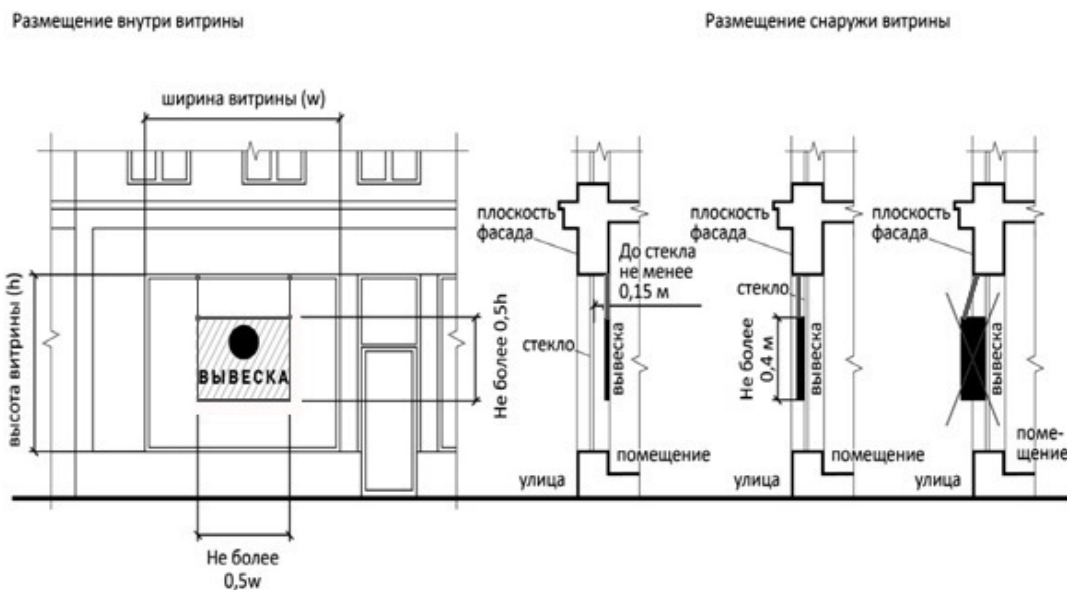 Размещение внутри витрины
Размещение снаружи витрины
ширина витрины (w)
высота витрины (h)
ВЫВЕСКА
Не более 0,5h
Не более
0,5w
плоскость
фасада
До стекла
не менее
0,15 м
стекло
вывеска
помещение
улица
плоскость
фасада
стекло
Не более
0,4 м
вывеска
помещение
улица
плоскость
фасада
вывеска
поме-
щение
улица